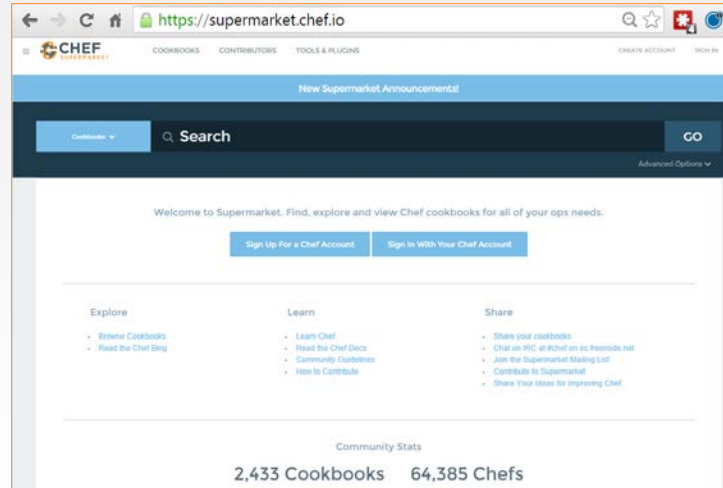 https://supermarket.chef.io
4
CHEF
SUPERMARKET
COOKBOOKS CONTRIBUTORS TOOLS & PLUGINS
CREATE ACCOUNT SIGN IN
New Supermarket Announcements!
Cookbooks Search GO
Advanced Options
Welcome to Supermarket. Find, explore and view Chef cookbooks for all of your ops needs.
Sign Up For a Chef Account Sign In With Your Chef Account
Explore
Browse Cookbooks
Read the Chef Blog
Learn
Learn Chef
Read the Chef Docs
Community Guidelines
How to Contribute
Share
Share your cookbooks
Chat on IRC at #chef on irc.freenode.net
Join the Supermarket Mailing List
Contribute to Supermarket
Share Your Ideas for Improving Chef
Community Stats
2,433 Cookbooks 64,385 Chefs